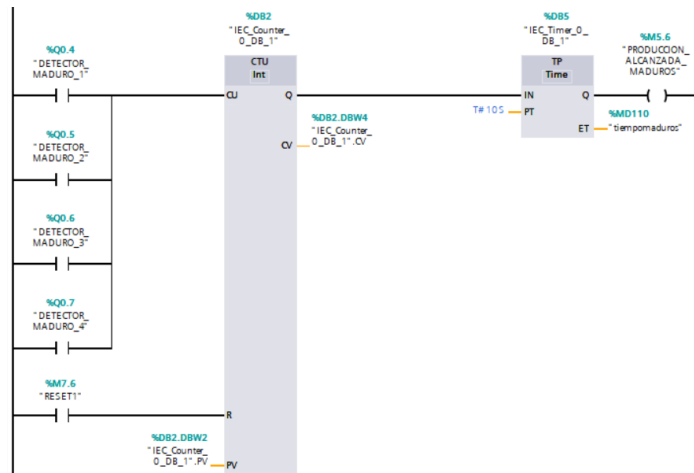 %DB2
"IEC_Counter_
0_DB_1"
CTU
Int
%DB5
"IEC_Timer_0_
DB_1"
TP
Time
%Q0.4
"DETECTOR_
MADURO_1"
%M5.6
"PRODUCCION_
ALCANZADA_
MADUROS"
CU
Q
IN
Q
T#10S
PT
%DB2.DBW4
"IEC_Counter_
0_DB_1".CV
CV
ET
%MD110
"tiempomaduros"
%Q0.5
"DETECTOR_
MADURO_2"
%Q0.6
"DETECTOR_
MADURO_3"
%Q0.7
"DETECTOR_
MADURO_4"
%M7.6
"RESET1"
R
%DB2.DBW2
"IEC_Counter_
0_DB_1".PV
PV